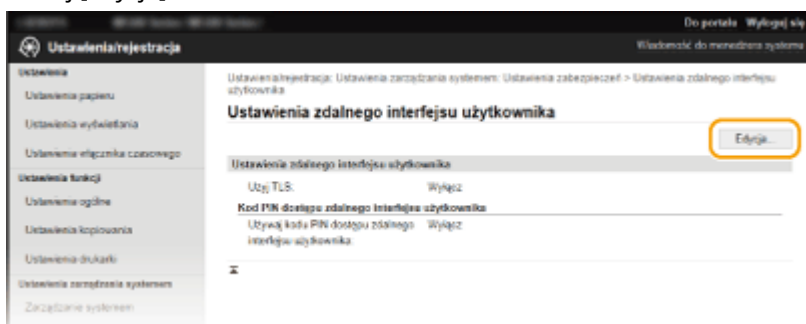 Do portalu Wyloguj się
Ustawienia/rejestracja
Wiadomość do menedżera systemu
Ustawienia
Ustawienia papieru
Ustawienia wyświetlania
Ustawienia włącznika czasowego
Ustawienia funkcji
Ustawienia ogólne
Ustawienia kopiowania
Ustawienia drukarki
Ustawienia zarządzania systemem
Zarządzanie systemem
Ustawienia/rejestracja: Ustawienia zarządzania systemem: Ustawienia zabezpieczeń > Ustawienia zdalnego interfejsu
użytkownika
Ustawienia zdalnego interfejsu użytkownika
Edycja...
Ustawienia zdalnego interfejsu użytkownika
Użyj TLS: Wyłącz
Kod PIN dostępu zdalnego interfejsu użytkownika
Używaj kodu PIN dostępu zdalnego Wyłącz
interfejsu użytkownika: